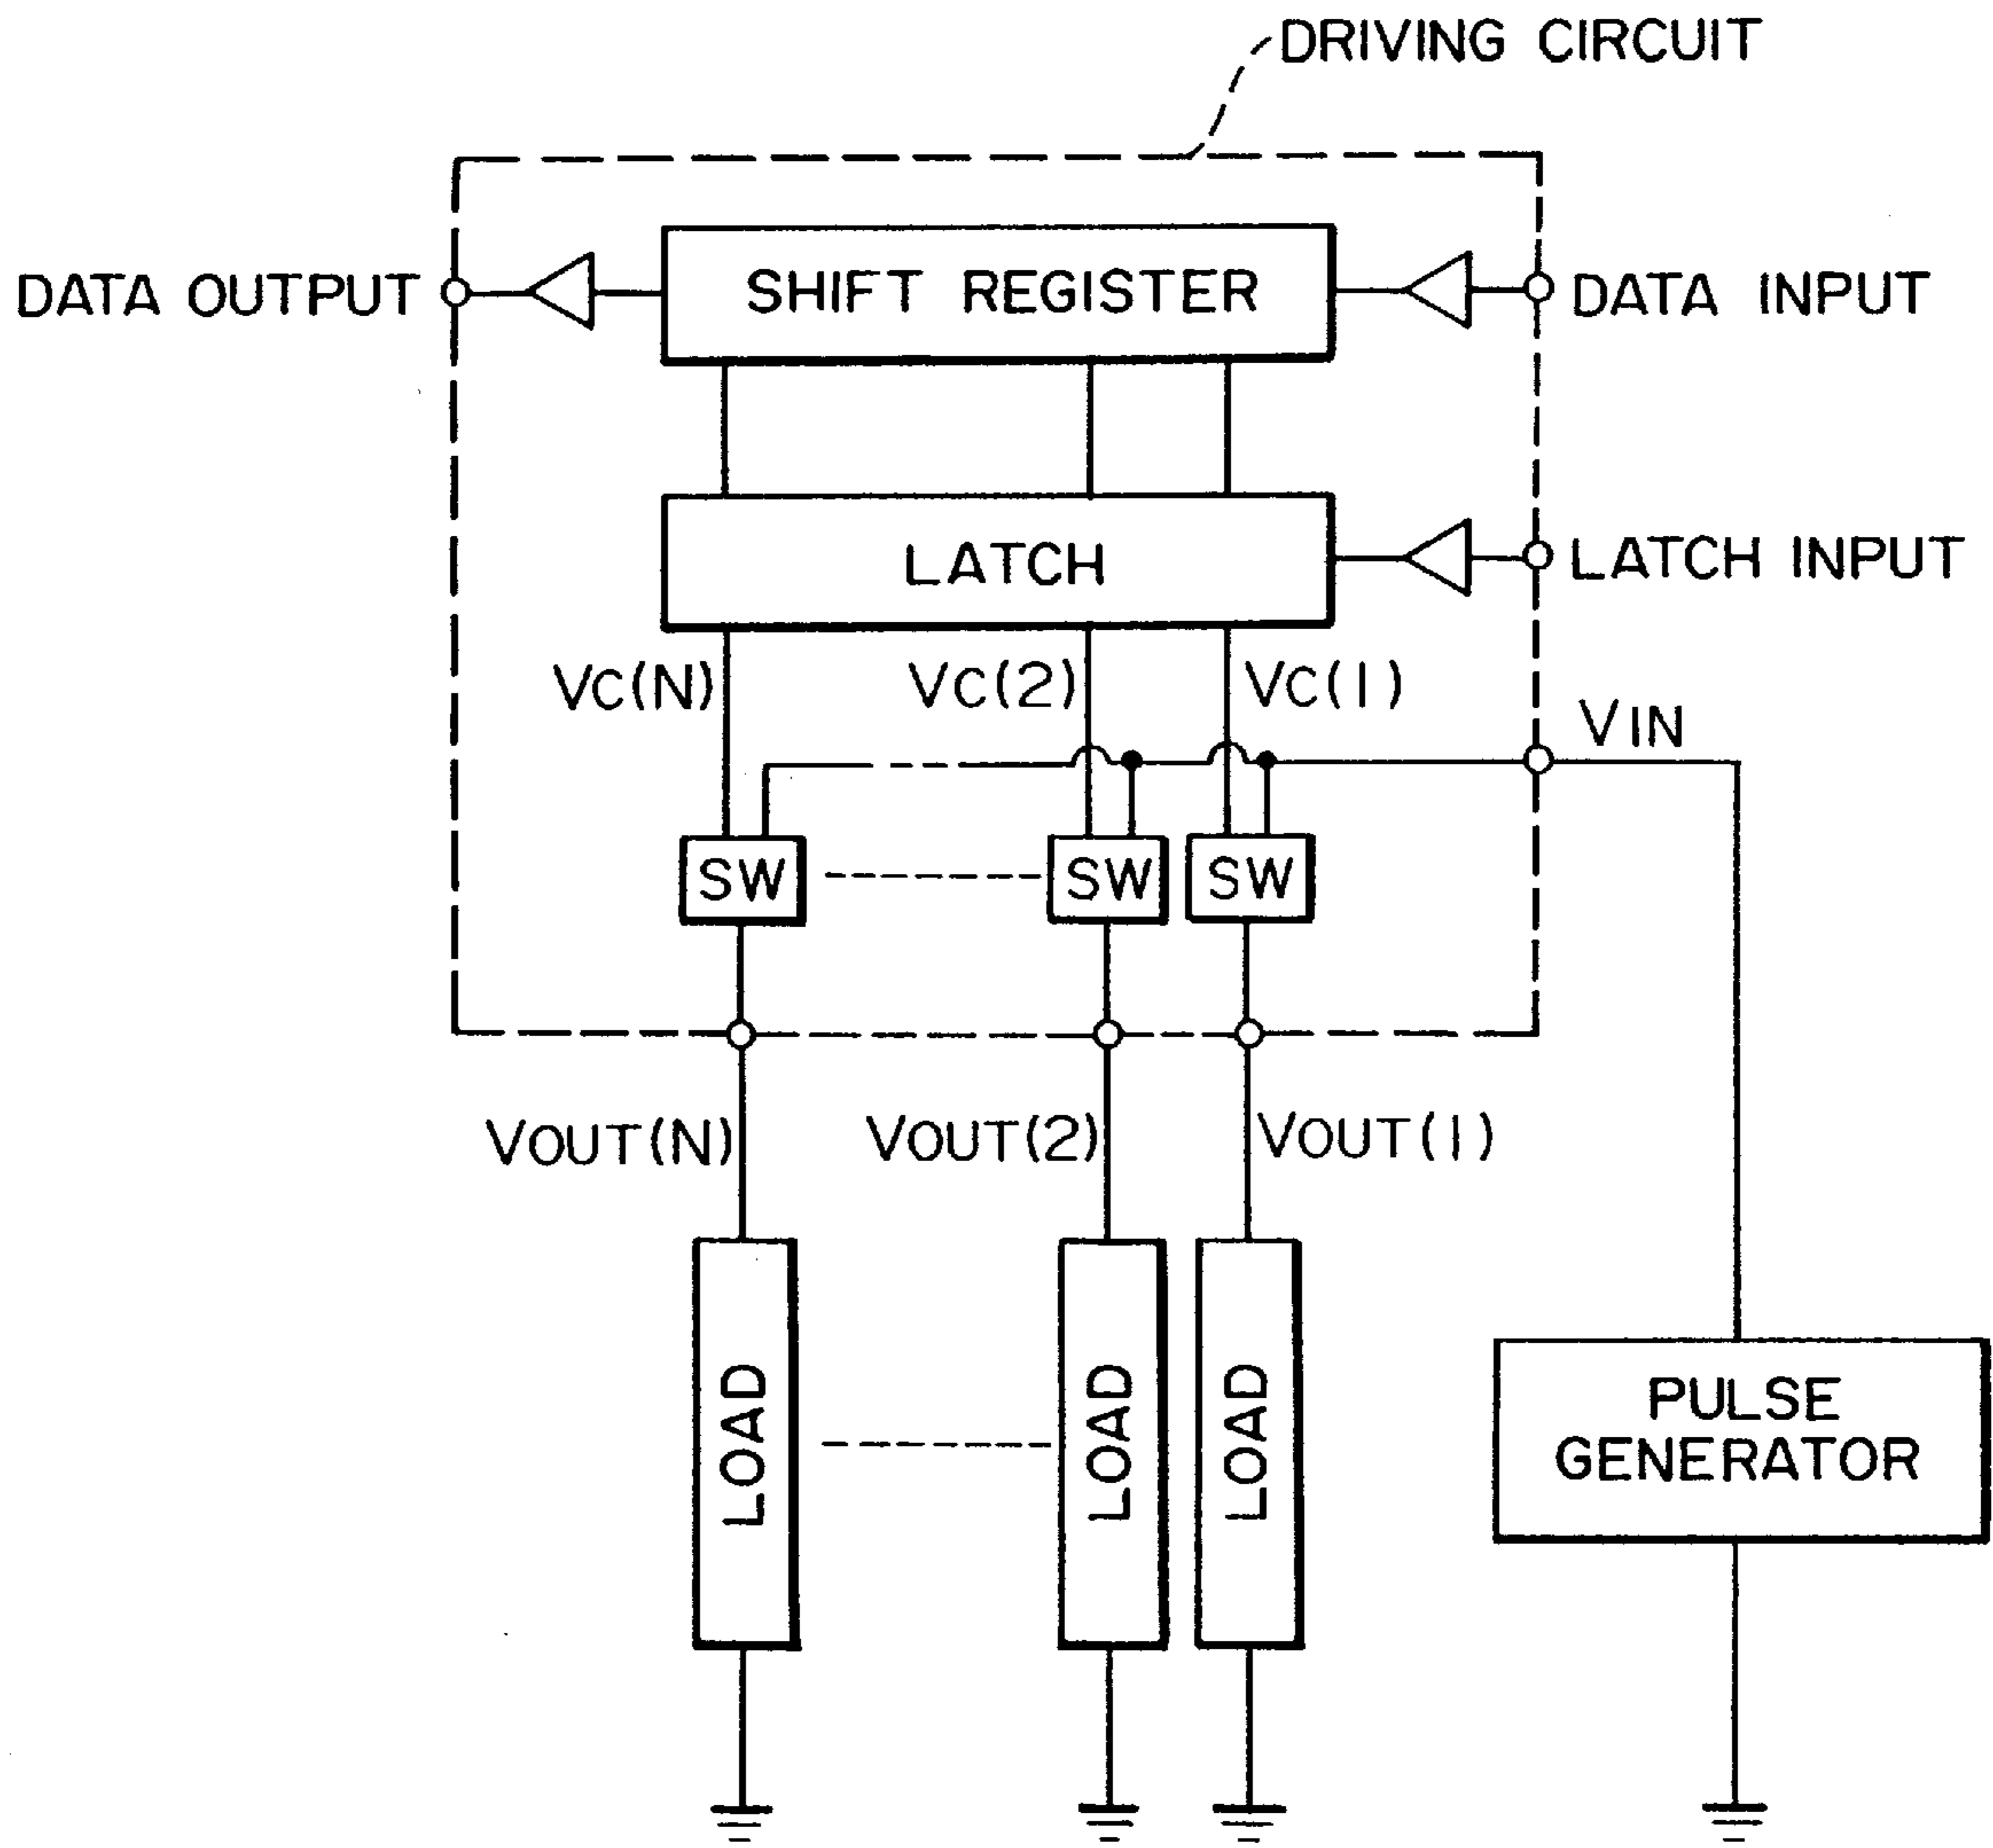 DRIVING CIRCUIT
DATA OUTPUT
SHIFT REGISTER
DATA INPUT
LATCH
LATCH INPUT
VC(N)
VC(2)
VC(1)
VIN
SW
SW
SW
VOUT(N)
VOUT(2)
VOUT(1)
LOAD
LOAD
LOAD
PULSE
GENERATOR